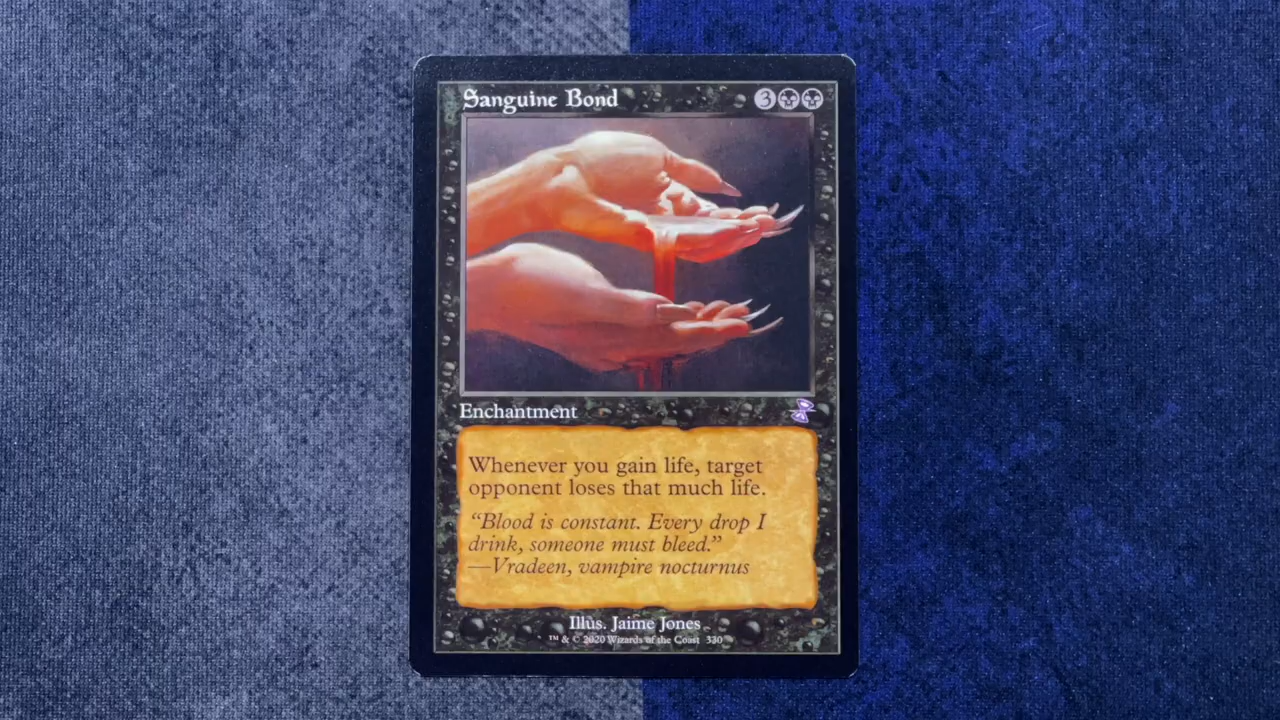 Sanguine Bond 3
Enchantment
Whenever you gain life, target
opponent loses that much life.
“Blood is constant. Every drop I
drink, someone must bleed.”
—Vradeen, vampire nocturnus
Illus. Jaime Jones
™ & © 2020 Wizards of the Coast 330